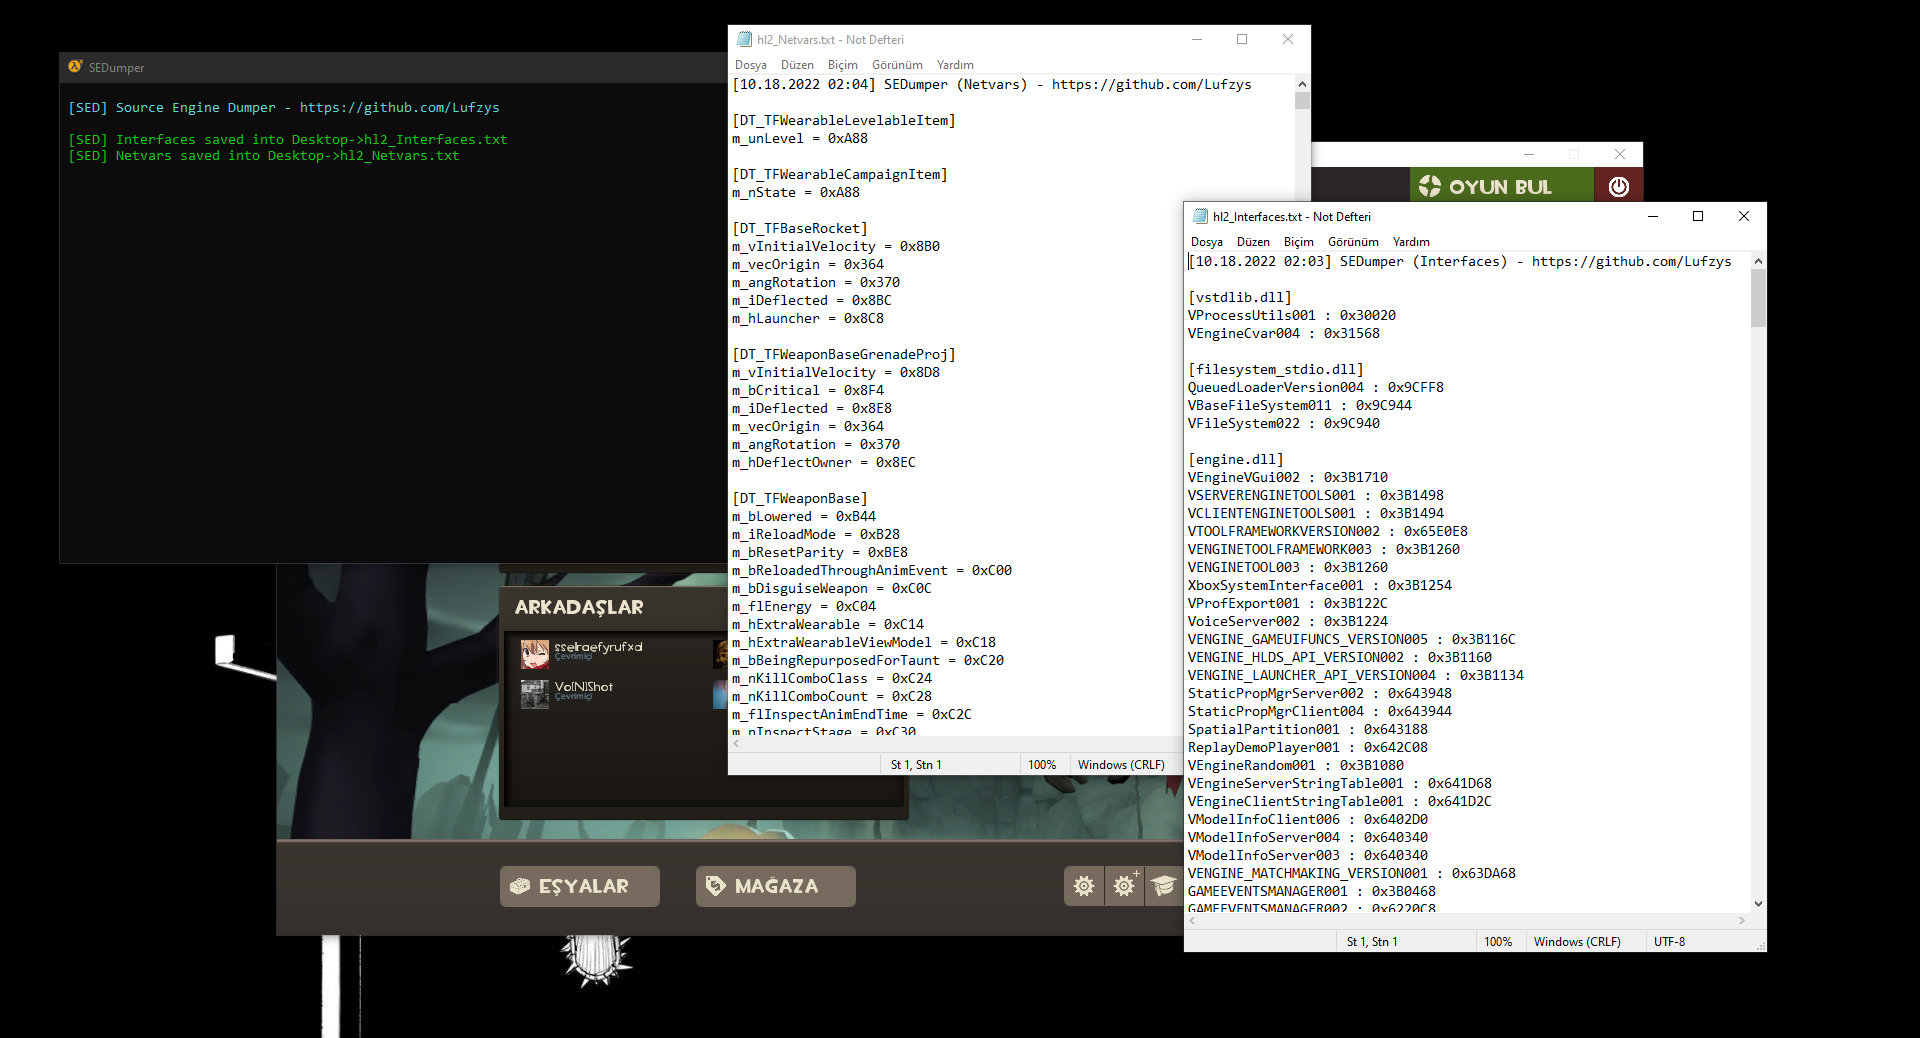 SEDumper
[SED] Source Engine Dumper - https://github.com/Lufzys
[SED] Interfaces saved into Desktop->hl2_Interfaces.txt
[SED] Netvars saved into Desktop->hl2_Netvars.txt
hl2_Netvars.txt - Not Defteri
Dosya Düzen Biçim Görünüm Yardım
[10.18.2022 02:04] SEDumper (Netvars) - https://github.com/Lufzys
[DT_TFWearableLevelableItem]
m_unLevel = 0xA88
[DT_TFWearableCampaignItem]
m_nState = 0xA88
[DT_TFBaseRocket]
m_vInitialVelocity = 0x8B0
m_vecOrigin = 0x364
m_angRotation = 0x370
m_iDeflected = 0x8BC
m_hLauncher = 0x8C8
[DT_TFWeaponBaseGrenadeProj]
m_vInitialVelocity = 0x8D8
m_bCritical = 0x8F4
m_iDeflected = 0x8E8
m_vecOrigin = 0x364
m_angRotation = 0x370
m_hDeflectOwner = 0x8EC
[DT_TFWeaponBase]
m_bLowered = 0xB44
m_iReloadMode = 0xB28
m_bResetParity = 0xBE8
m_bReloadedThroughAnimEvent = 0xC00
m_bDisguiseWeapon = 0xC0C
m_flEnergy = 0xC04
m_hExtraWearable = 0xC14
m_hExtraWearableViewModel = 0xC18
m_bBeingRepurposedForTaunt = 0xC20
m_nKillComboClass = 0xC24
m_nKillComboCount = 0xC28
m_flInspectAnimEndTime = 0xC2C
m_nInspectStage = 0xC30
St 1, Stn 1 100% Windows (CRLF)
OYUN BUL
hl2_Interfaces.txt - Not Defteri
Dosya Düzen Biçim Görünüm Yardım
[10.18.2022 02:03] SEDumper (Interfaces) - https://github.com/Lufzys
[vstdlib.dll]
VProcessUtils001 : 0x30020
VEngineCvar004 : 0x31568
[filesystem_stdio.dll]
QueuedLoaderVersion004 : 0x9CFF8
VBaseFileSystem011 : 0x9C944
VFileSystem022 : 0x9C940
[engine.dll]
VEngineVGui002 : 0x3B1710
VSERVERENGINETOOLS001 : 0x3B1498
VCLIENTENGINETOOLS001 : 0x3B1494
VTOOLFRAMEWORKVERSION002 : 0x65E0E8
VENGINETOOLFRAMEWORK003 : 0x3B1260
VENGINETOOL003 : 0x3B1260
XboxSystemInterface001 : 0x3B1254
VProfExport001 : 0x3B122C
VoiceServer002 : 0x3B1224
VENGINE_GAMEUIFUNCS_VERSION005 : 0x3B116C
VENGINE_HLDS_API_VERSION002 : 0x3B1160
VENGINE_LAUNCHER_API_VERSION004 : 0x3B1134
StaticPropMgrServer002 : 0x643948
StaticPropMgrClient004 : 0x643944
SpatialPartition001 : 0x643188
ReplayDemoPlayer001 : 0x642C08
VEngineRandom001 : 0x3B1080
VEngineServerStringTable001 : 0x641D68
VEngineClientStringTable001 : 0x641D2C
VModelInfoClient006 : 0x6402D0
VModelInfoServer004 : 0x640340
VModelInfoServer003 : 0x640340
VENGINE_MATCHMAKING_VERSION001 : 0x63DA68
GAMEEVENTSMANAGER001 : 0x3B0468
GAMEEVENTSMANAGER002 : 0x6220C8
St 1, Stn 1 100% Windows (CRLF) UTF-8
ARKADAŞLAR
sselraefyrufxd
Çevrimiçi
Vo[N]Shot
Çevrimiçi
EŞYALAR
MAĞAZA